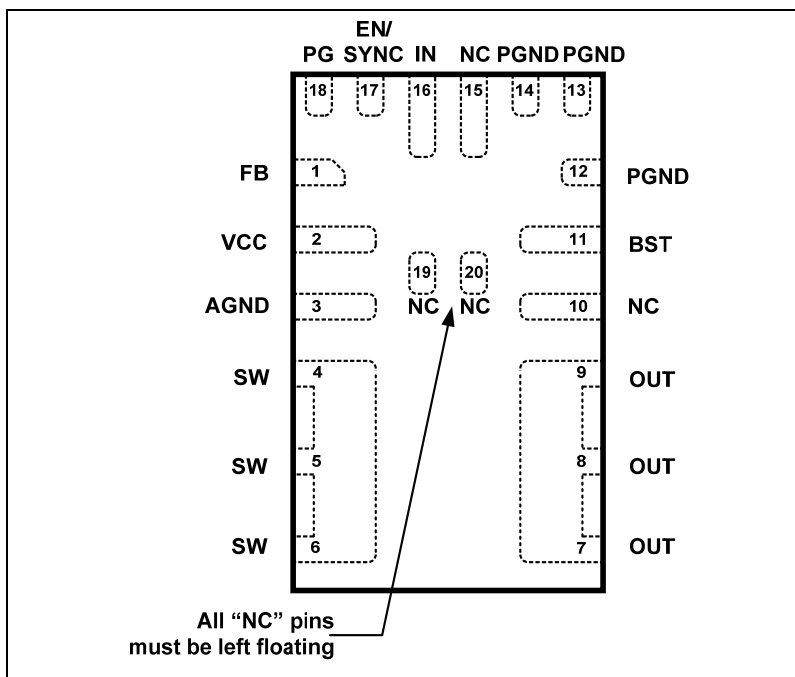 EN/
PG SYNC IN NC PGND PGND
18 17 16 15 14 13
FB 1 12 PGND
VCC 2 11 BST
19 20
AGND 3 NC NC 10 NC
SW 4 9 OUT
SW 5 8 OUT
SW 6 7 OUT
All “NC” pins
must be left floating